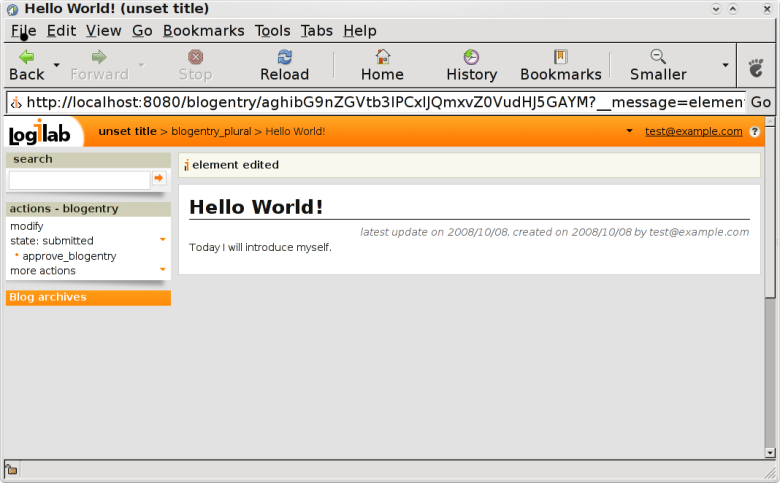 Hello World! (unset title)
File Edit View Go Bookmarks Tools Tabs Help
Back Forward Stop Reload Home History Bookmarks Smaller
http://localhost:8080/blogentry/aghibG9nZGVtb3IPCxIJQmxvZ0VudHJ5GAYM?__message=element Go
Logilab unset title > blogentry_plural > Hello World! test@example.com ?
search
element edited
actions - blogentry
Hello World!
modify
latest update on 2008/10/08, created on 2008/10/08 by test@example.com
state: submitted
Today I will introduce myself.
approve_blogentry
more actions
Blog archives